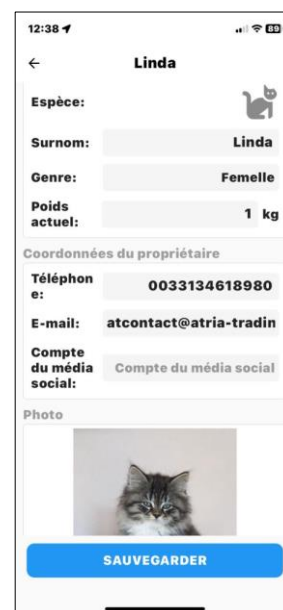 12:38
89
Linda
Espèce:
Surnom: Linda
Genre: Femelle
Poids
actuel: 1 kg
Coordonnées du propriétaire
Téléphon
e: 0033134618980
E-mail: atcontact@atria-tradin
Compte
du média
social: Compte du média social
Photo
SAUVEGARDER